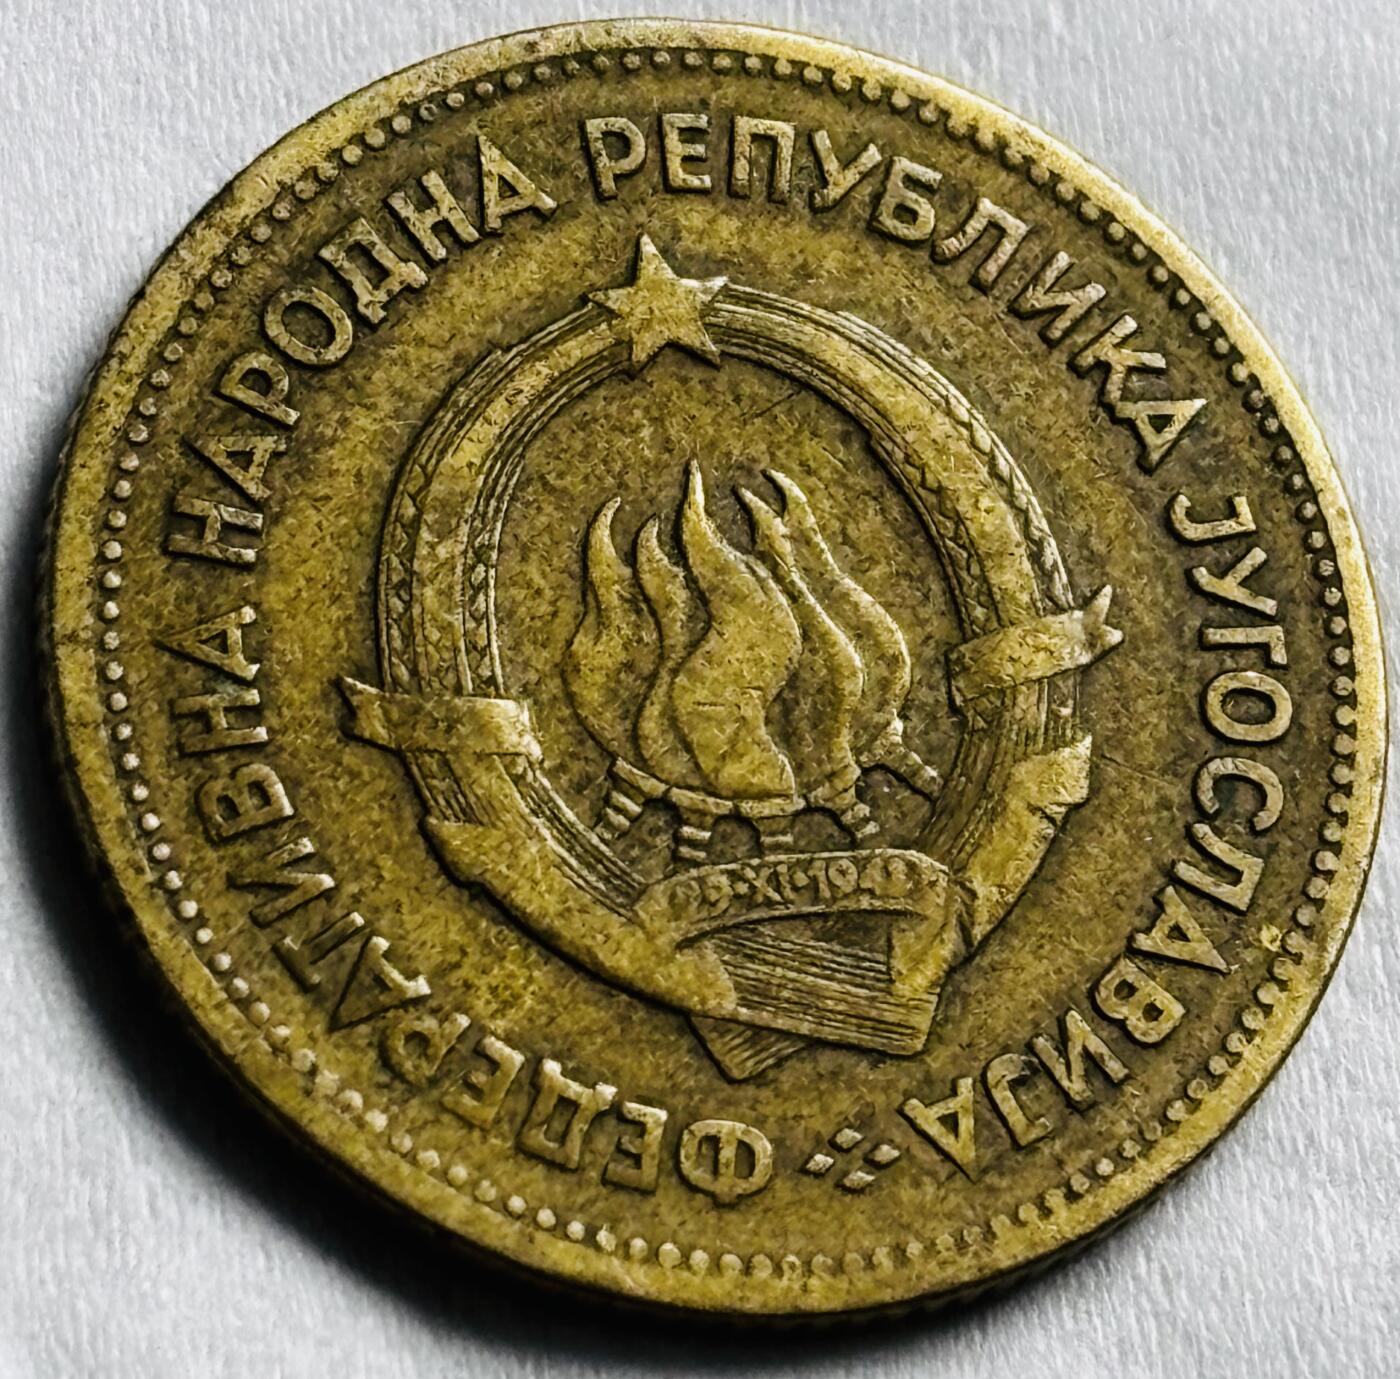 ФЕДЕРАТИВНА НАРОДНА РЕПУБЛИКА ЈУГОСЛАВИЈА
29·XI·1943